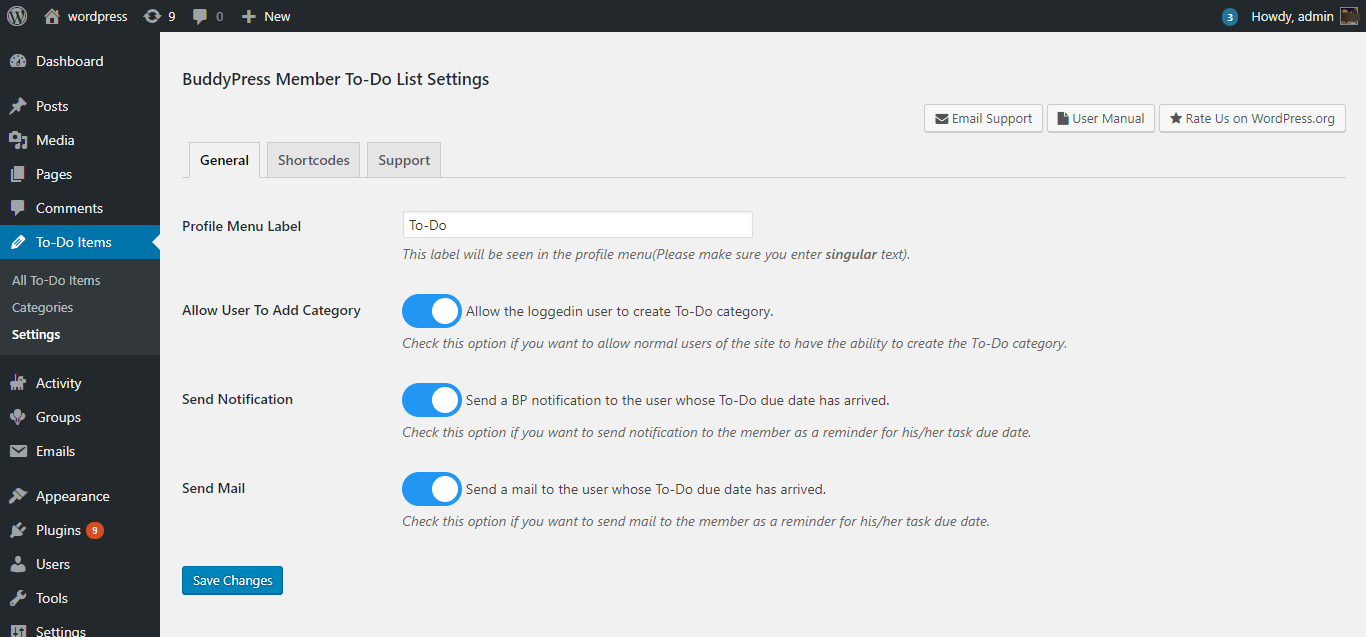 wordpress 9 0 New 3 Howdy, admin
Dashboard
Posts
Media
Pages
Comments
To-Do Items
All To-Do Items
Categories
Settings
Activity
Groups
Emails
Appearance
Plugins 9
Users
Tools
Settings
BuddyPress Member To-Do List Settings
Email Support User Manual Rate Us on WordPress.org
General Shortcodes Support
Profile Menu Label To-Do
This label will be seen in the profile menu(Please make sure you enter singular text).
Allow User To Add Category Allow the loggedin user to create To-Do category.
Check this option if you want to allow normal users of the site to have the ability to create the To-Do category.
Send Notification Send a BP notification to the user whose To-Do due date has arrived.
Check this option if you want to send notification to the member as a reminder for his/her task due date.
Send Mail Send a mail to the user whose To-Do due date has arrived.
Check this option if you want to send mail to the member as a reminder for his/her task due date.
Save Changes